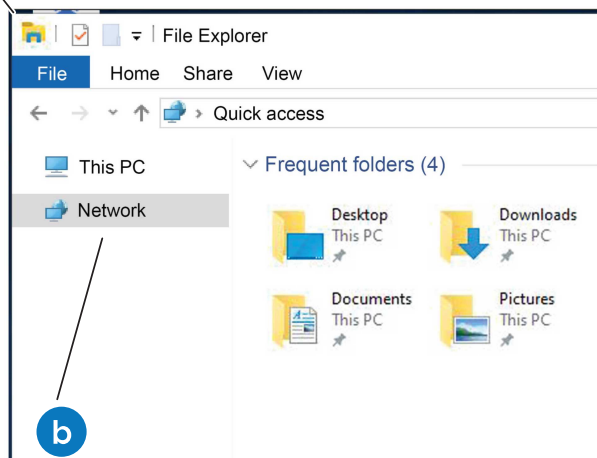 File Explorer
File Home Share View
Quick access
This PC
Frequent folders (4)
Network
Desktop
This PC
Downloads
This PC
Documents
This PC
Pictures
This PC
b